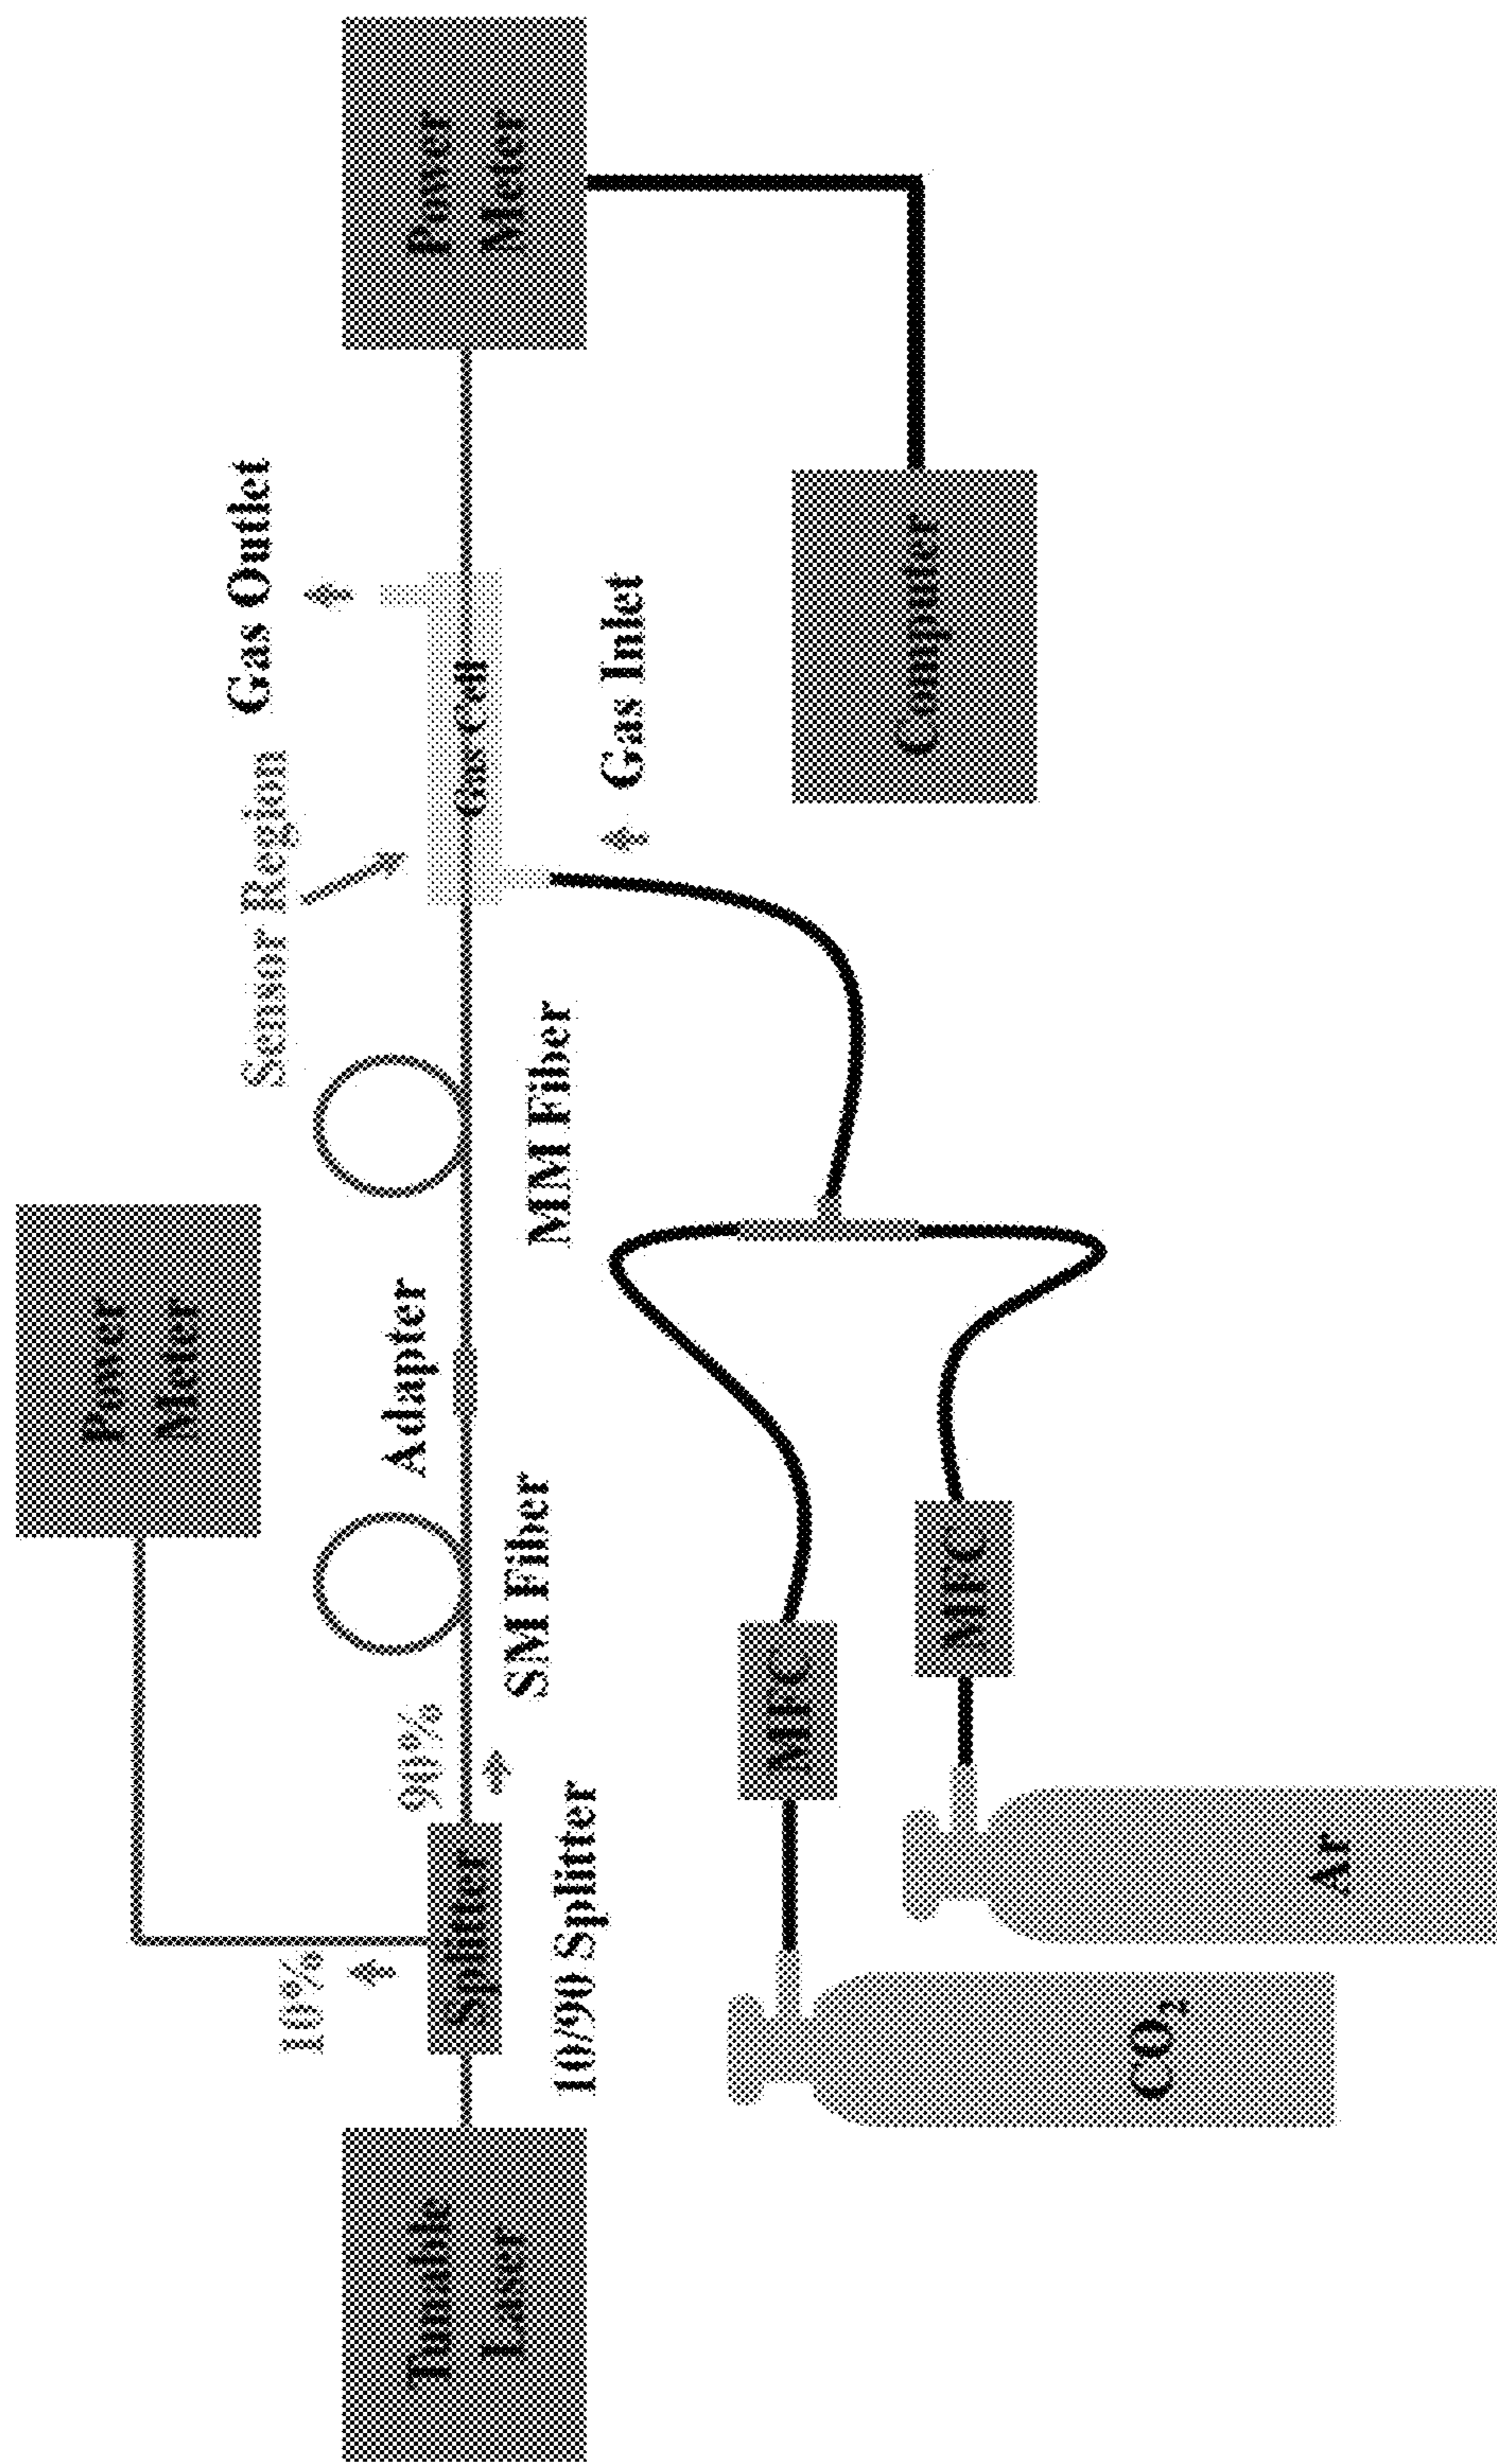 Power
Meter
10%
90%
Adapter
Sensor Region
Gas Outlet
Tunable
Laser
Splitter
Gas Cell
Power
Meter
10/90 Splitter
SM Fiber
MM Fiber
Gas Inlet
MFC
MFC
Computer
CO₂
Ar